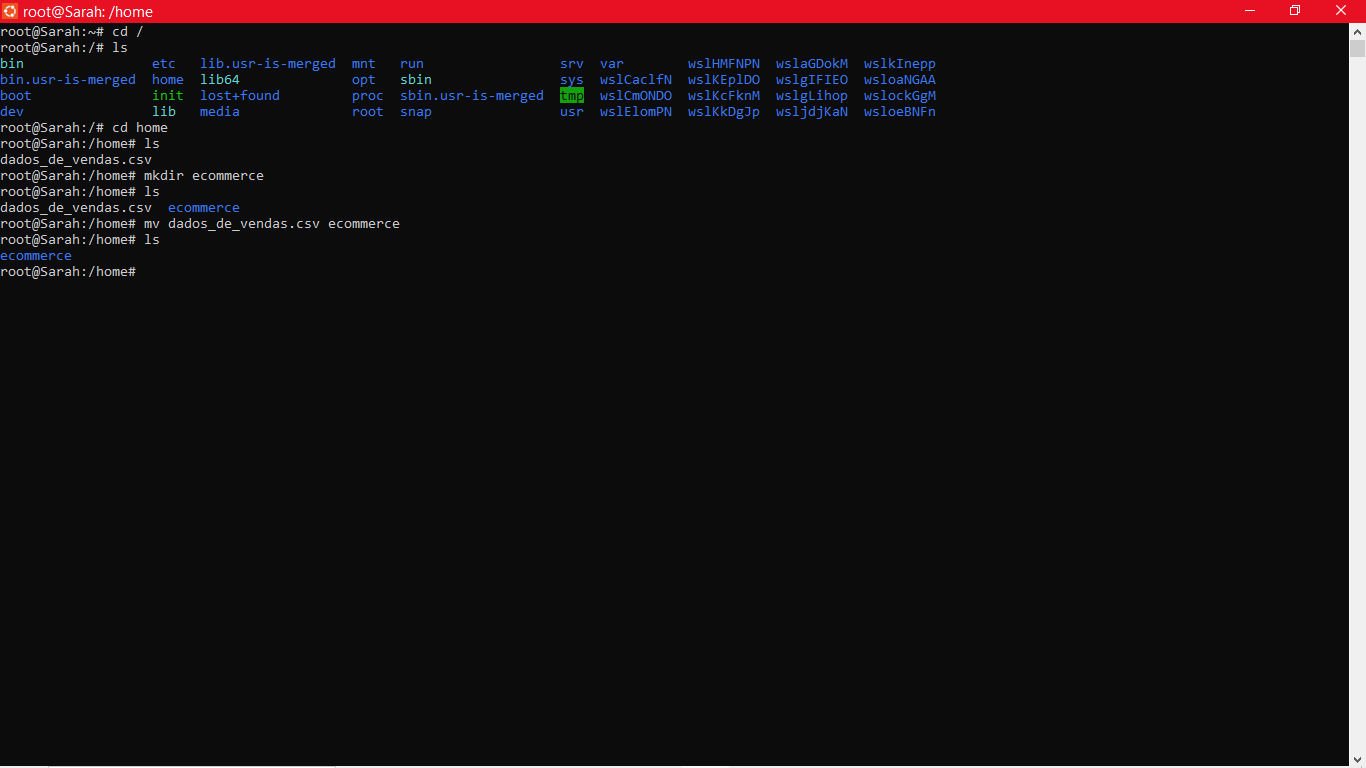 root@Sarah: /home
root@Sarah:~# cd /
root@Sarah:/# ls
bin etc lib.usr-is-merged mnt run srv var wslHMFNPN wslaGDokM wslkInepp
bin.usr-is-merged home lib64 opt sbin sys wslCaclfN wslKEplDO wslgIFIEO wsloaNGAA
boot init lost+found proc sbin.usr-is-merged tmp wslCmONDO wslKcFknM wslgLihop wslockGgM
dev lib media root snap usr wslElomPN wslKkDgJp wsljdjKaN wsloeBNFn
root@Sarah:/# cd home
root@Sarah:/home# ls
dados_de_vendas.csv
root@Sarah:/home# mkdir ecommerce
root@Sarah:/home# ls
dados_de_vendas.csv ecommerce
root@Sarah:/home# mv dados_de_vendas.csv ecommerce
root@Sarah:/home# ls
ecommerce
root@Sarah:/home#